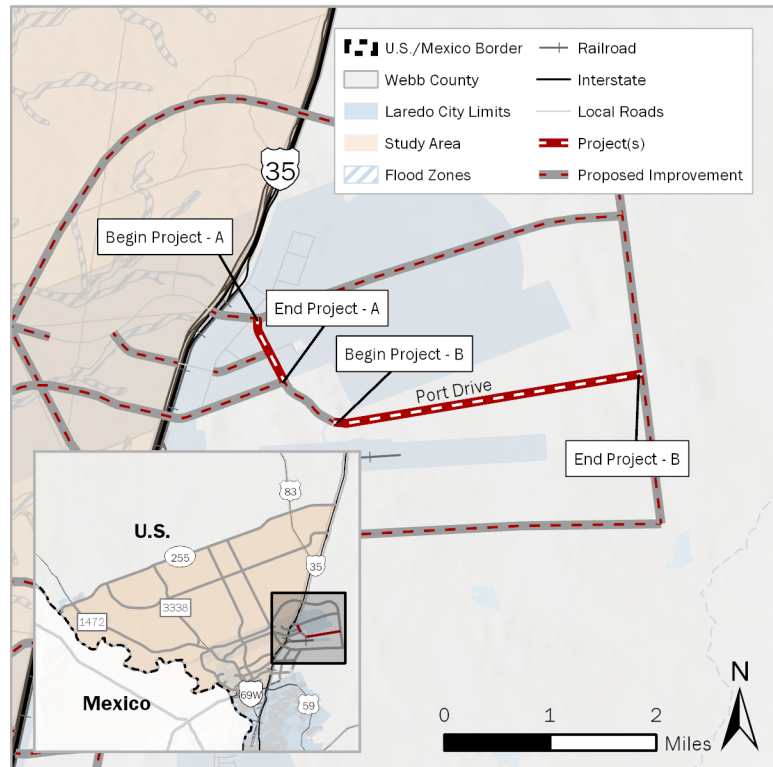 U.S./Mexico Border
Railroad
Webb County
Interstate
Laredo City Limits
Local Roads
Study Area
Project(s)
Flood Zones
Proposed Improvement
35
Begin Project - A
End Project - A
Begin Project - B
Port Drive
End Project - B
83
U.S.
255
35
3338
1472
69W
Mexico
59
N
0 1 2
Miles